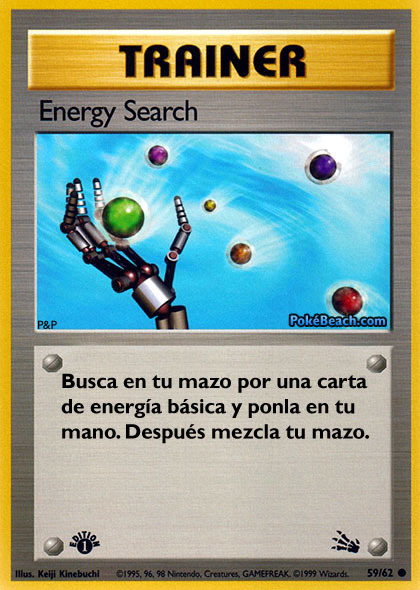 TRAINER
Energy Search
PokéBeach.com
P&P
Busca en tu mazo por una carta
de energía básica y ponla en tu
mano. Después mezcla tu mazo.
EDITION
1
Illus. Keiji Kinebuchi ©1995, 96, 98 Nintendo, Creatures, GAMEFREAK. ©1999 Wizards. 59/62